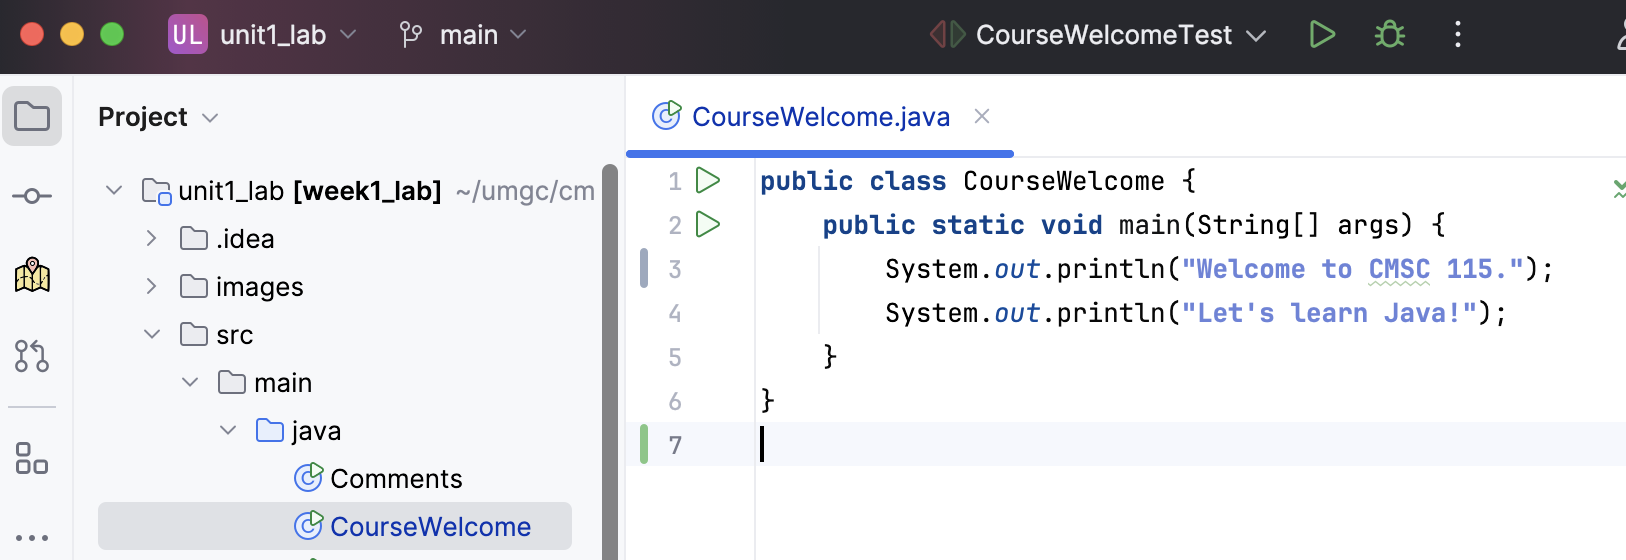 UL unit1_lab main CourseWelcomeTest
Project
unit1_lab [week1_lab] ~/umgc/cm
.idea
images
src
main
java
Comments
CourseWelcome
CourseWelcome.java
1 public class CourseWelcome {
2 public static void main(String[] args) {
3 System.out.println("Welcome to CMSC 115.");
4 System.out.println("Let's learn Java!");
5 }
6 }
7